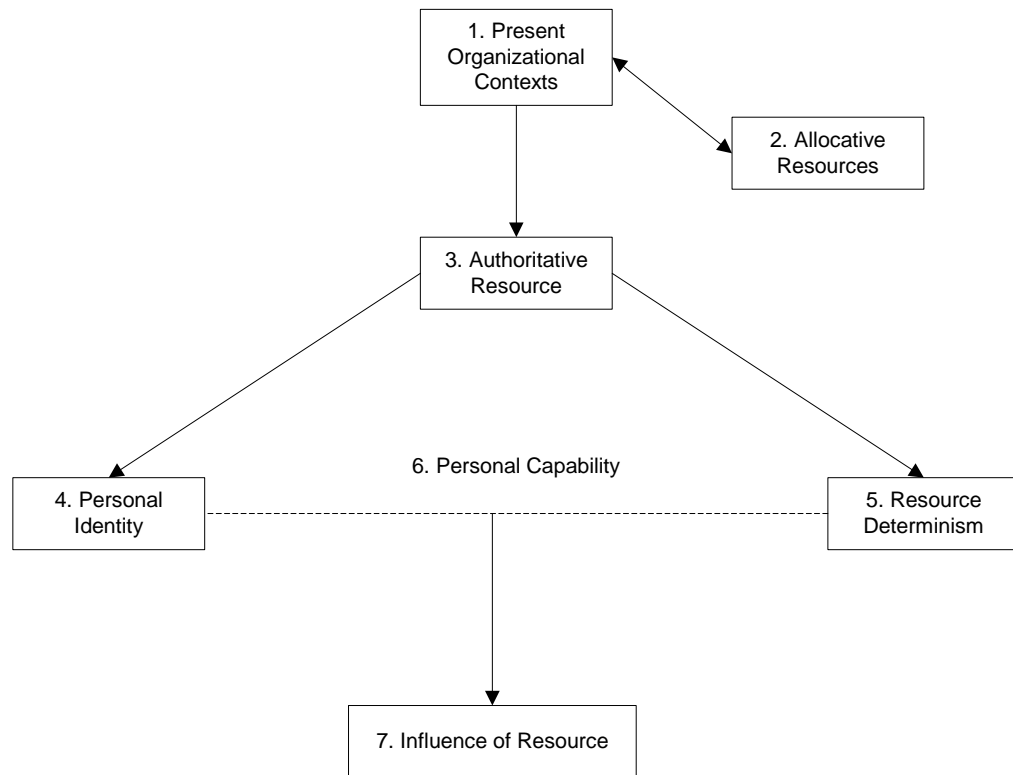 1. Present
Organizational
Contexts
2. Allocative
Resources
3. Authoritative
Resource
6. Personal Capability
4. Personal
Identity
5. Resource
Determinism
7. Influence of Resource